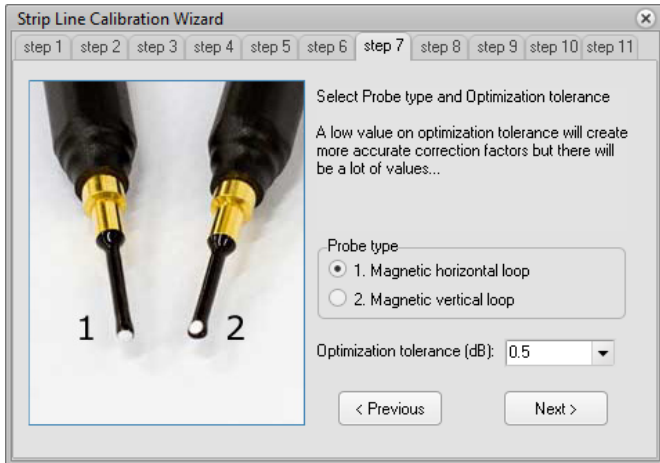 Strip Line Calibration Wizard
step 1 step 2 step 3 step 4 step 5 step 6 step 7 step 8 step 9 step 10 step 11
Select Probe type and Optimization tolerance
A low value on optimization tolerance will create
more accurate correction factors but there will
be a lot of values...
1 2
Probe type
1. Magnetic horizontal loop
2. Magnetic vertical loop
Optimization tolerance (dB): 0.5
< Previous Next >